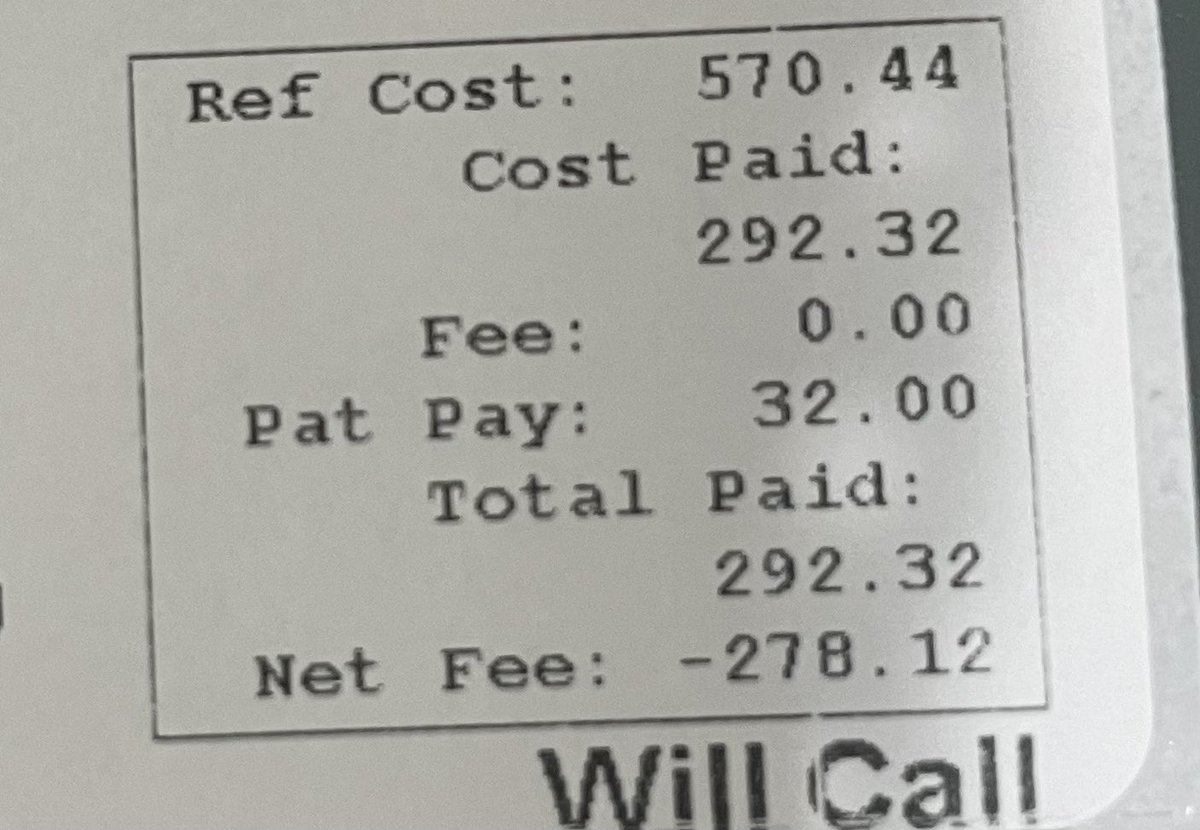 Ref Cost: 570.44
Cost Paid:
292.32
Fee: 0.00
Pat Pay: 32.00
Total Paid:
292.32
Net Fee: -278.12
Will Call